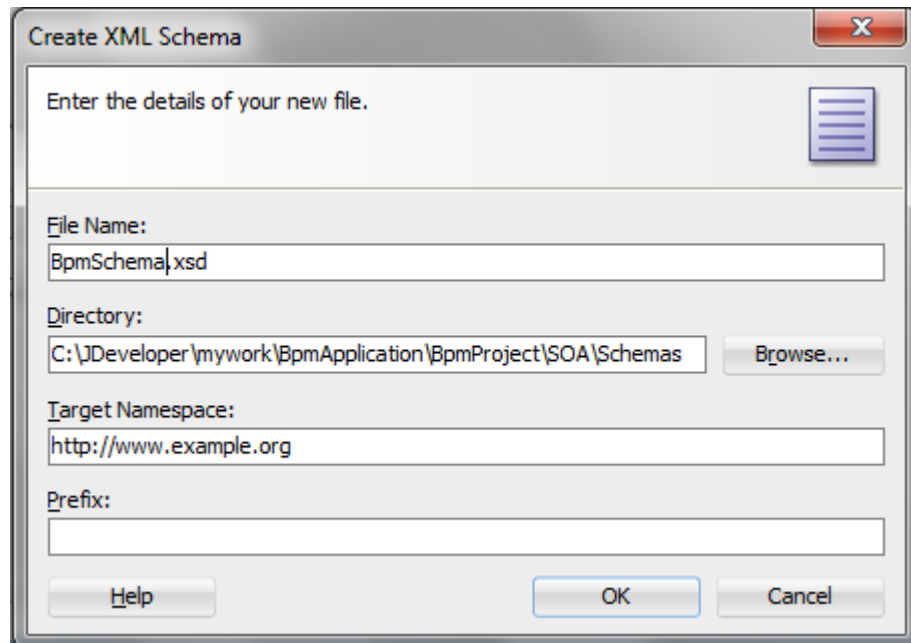 Create XML Schema
Enter the details of your new file.
File Name:
BpmSchema.xsd
Directory:
C:\JDeveloper\mywork\BpmApplication\BpmProject\SOA\Schemas
Browse...
Target Namespace:
http://www.example.org
Prefix:
Help
OK
Cancel